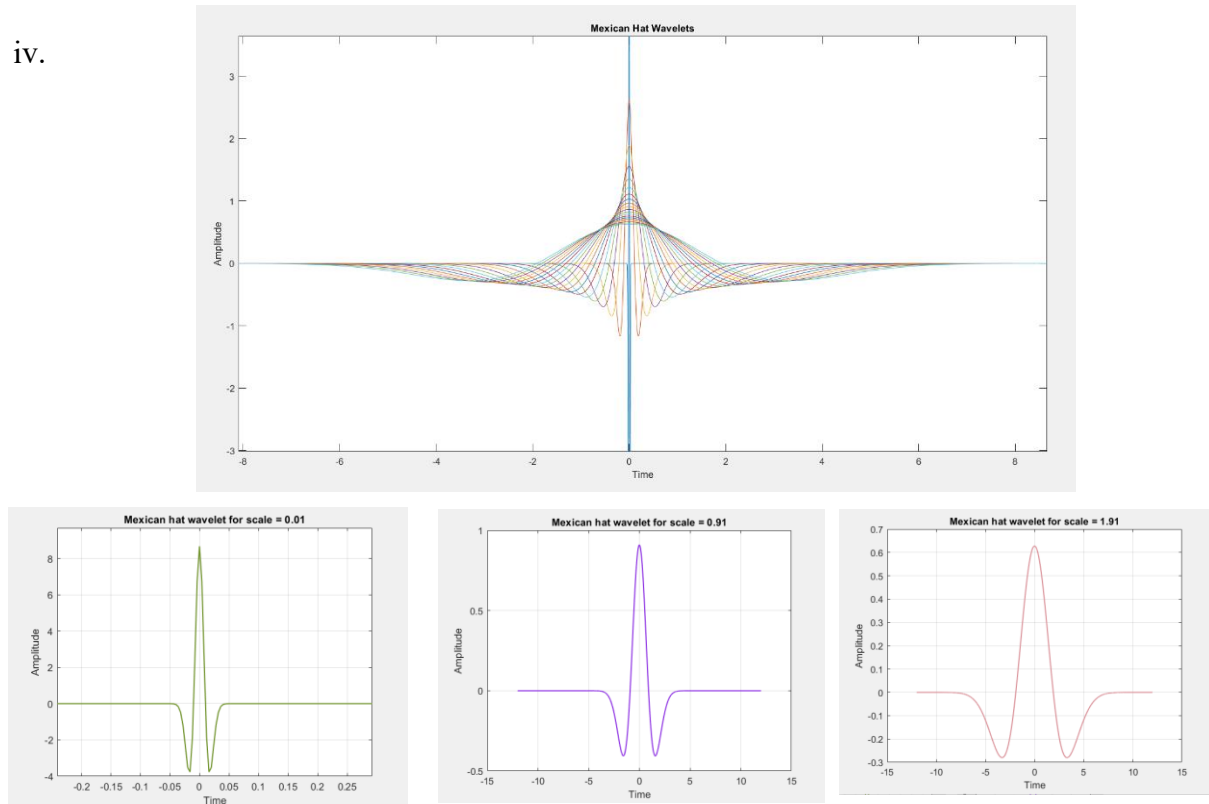 iv.
Mexican Hat Wavelets
3
2
1
0
-1
-2
-3
Amplitude
-8 -6 -4 -2 0 2 4 6 8
Time
Mexican hat wavelet for scale = 0.01
8
6
4
2
0
-2
-4
Amplitude
-0.2 -0.15 -0.1 -0.05 0 0.05 0.1 0.15 0.2 0.25
Time
Mexican hat wavelet for scale = 0.91
1
0.5
0
-0.5
Amplitude
-15 -10 -5 0 5 10 15
Time
Mexican hat wavelet for scale = 1.91
0.7
0.6
0.5
0.4
0.3
0.2
0.1
0
-0.1
-0.2
-0.3
Amplitude
-15 -10 -5 0 5 10 15
Time